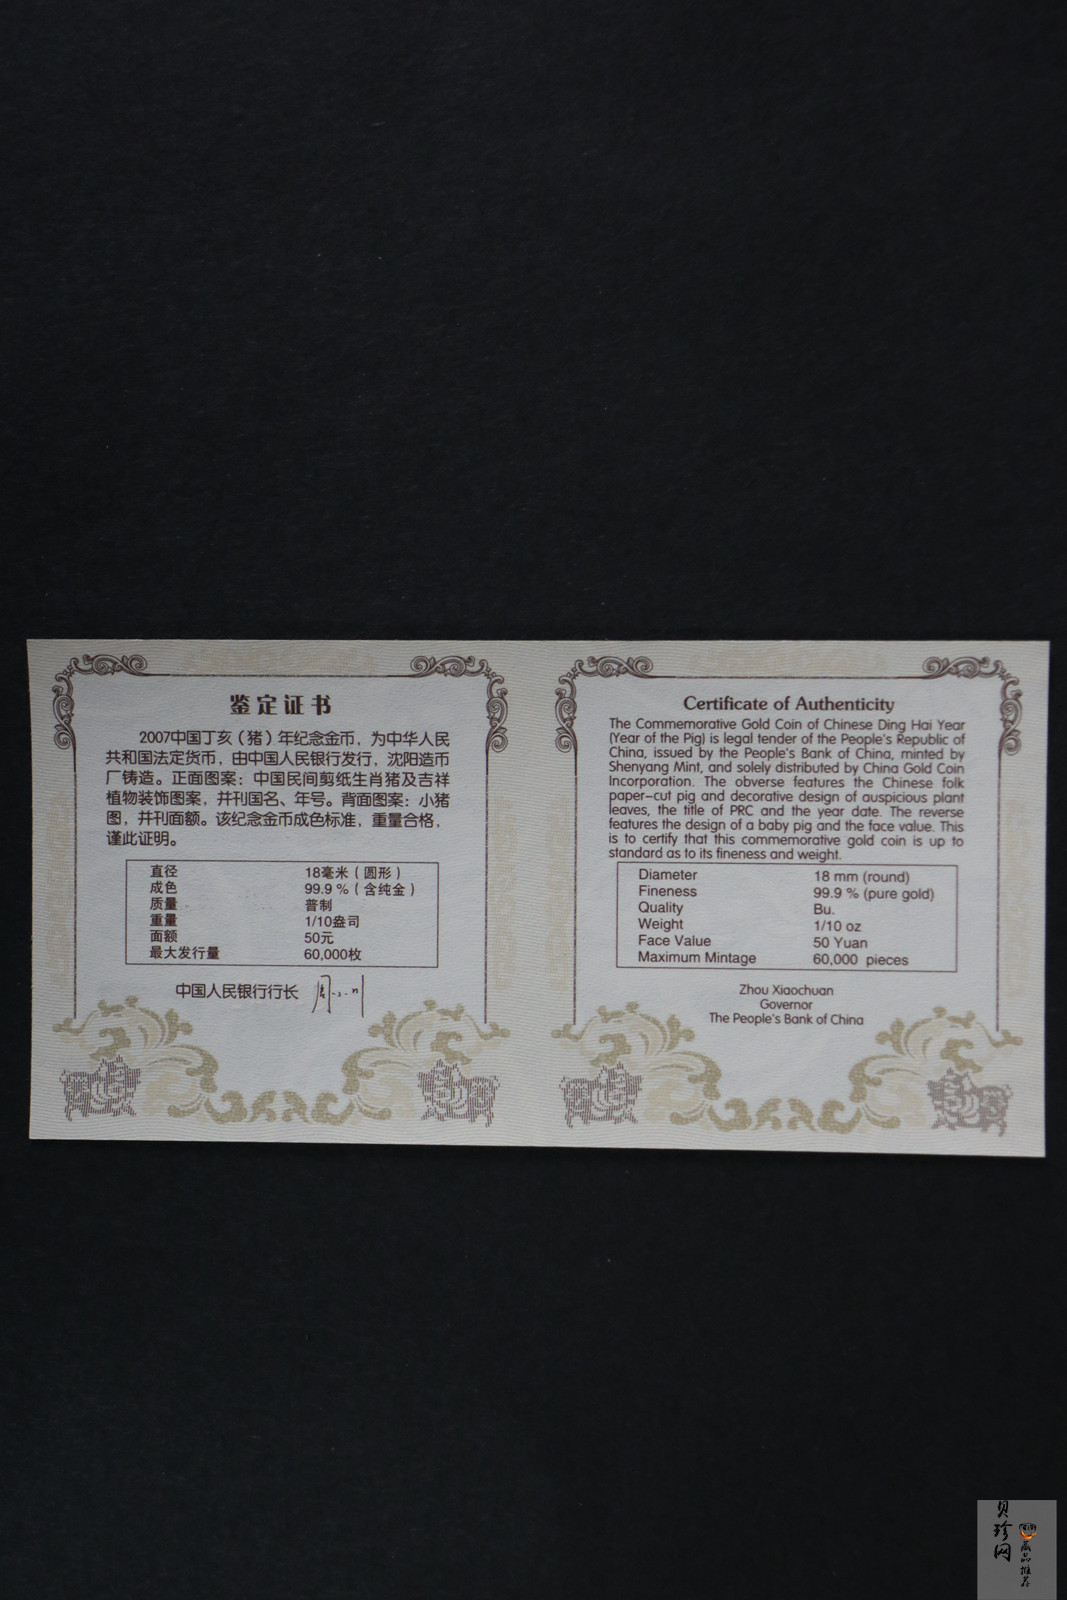 鉴定证书
2007中国丁亥（猪）年纪念金币，为中华人民
共和国法定货币，由中国人民银行发行，沈阳造币
厂铸造。正面图案：中国民间剪纸生肖猪及吉祥
植物装饰图案，并刊国名、年号。背面图案：小猪
图，并刊面额。该纪念金币成色标准，重量合格，
谨此证明。
直径 18毫米（圆形）
成色 99.9%（含纯金）
质量 普制
重量 1/10盎司
面额 50元
最大发行量 60,000枚
中国人民银行行长
Certificate of Authenticity
The Commemorative Gold Coin of Chinese Ding Hai Year
(Year of the Pig) is legal tender of the People's Republic of
China, issued by the People's Bank of China, minted by
Shenyang Mint, and solely distributed by China Gold Coin
Incorporation. The obverse features the Chinese folk
paper-cut pig and decorative design of auspicious plant
leaves, the title of PRC and the year date. The reverse
features the design of a baby pig and the face value. This
is to certify that this commemorative gold coin is up to
standard as to its fineness and weight.
Diameter 18 mm (round)
Fineness 99.9 % (pure gold)
Quality Bu.
Weight 1/10 oz
Face Value 50 Yuan
Maximum Mintage 60,000 pieces
Zhou Xiaochuan
Governor
The People's Bank of China
贝珍网
藏品推荐